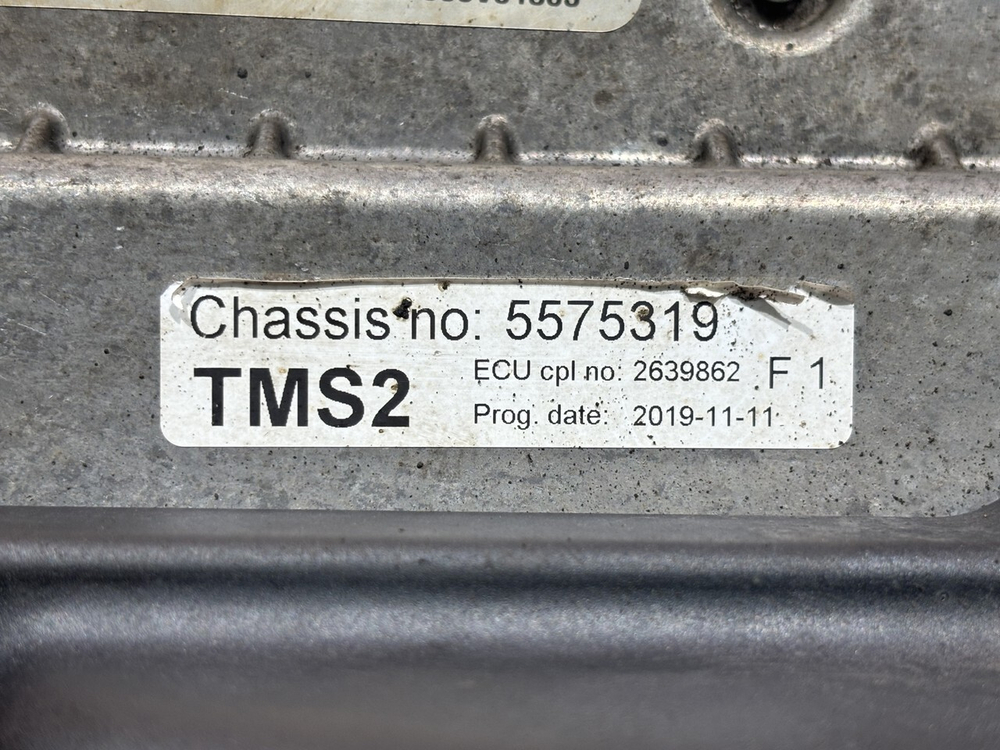 Chassis no: 5575319
TMS2
ECU cpl no: 2639862 F 1
Prog. date: 2019-11-11